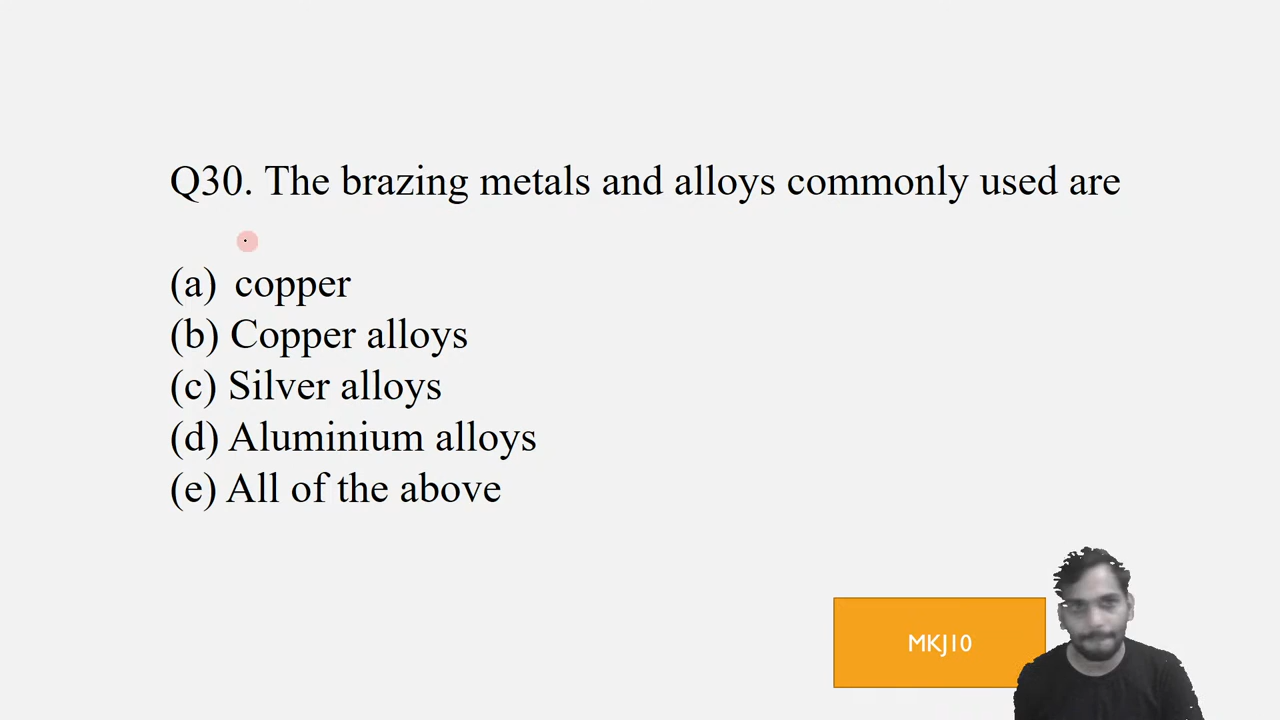 Q30. The brazing metals and alloys commonly used are
(a) copper
(b) Copper alloys
(c) Silver alloys
(d) Aluminium alloys
(e) All of the above
MKJ10